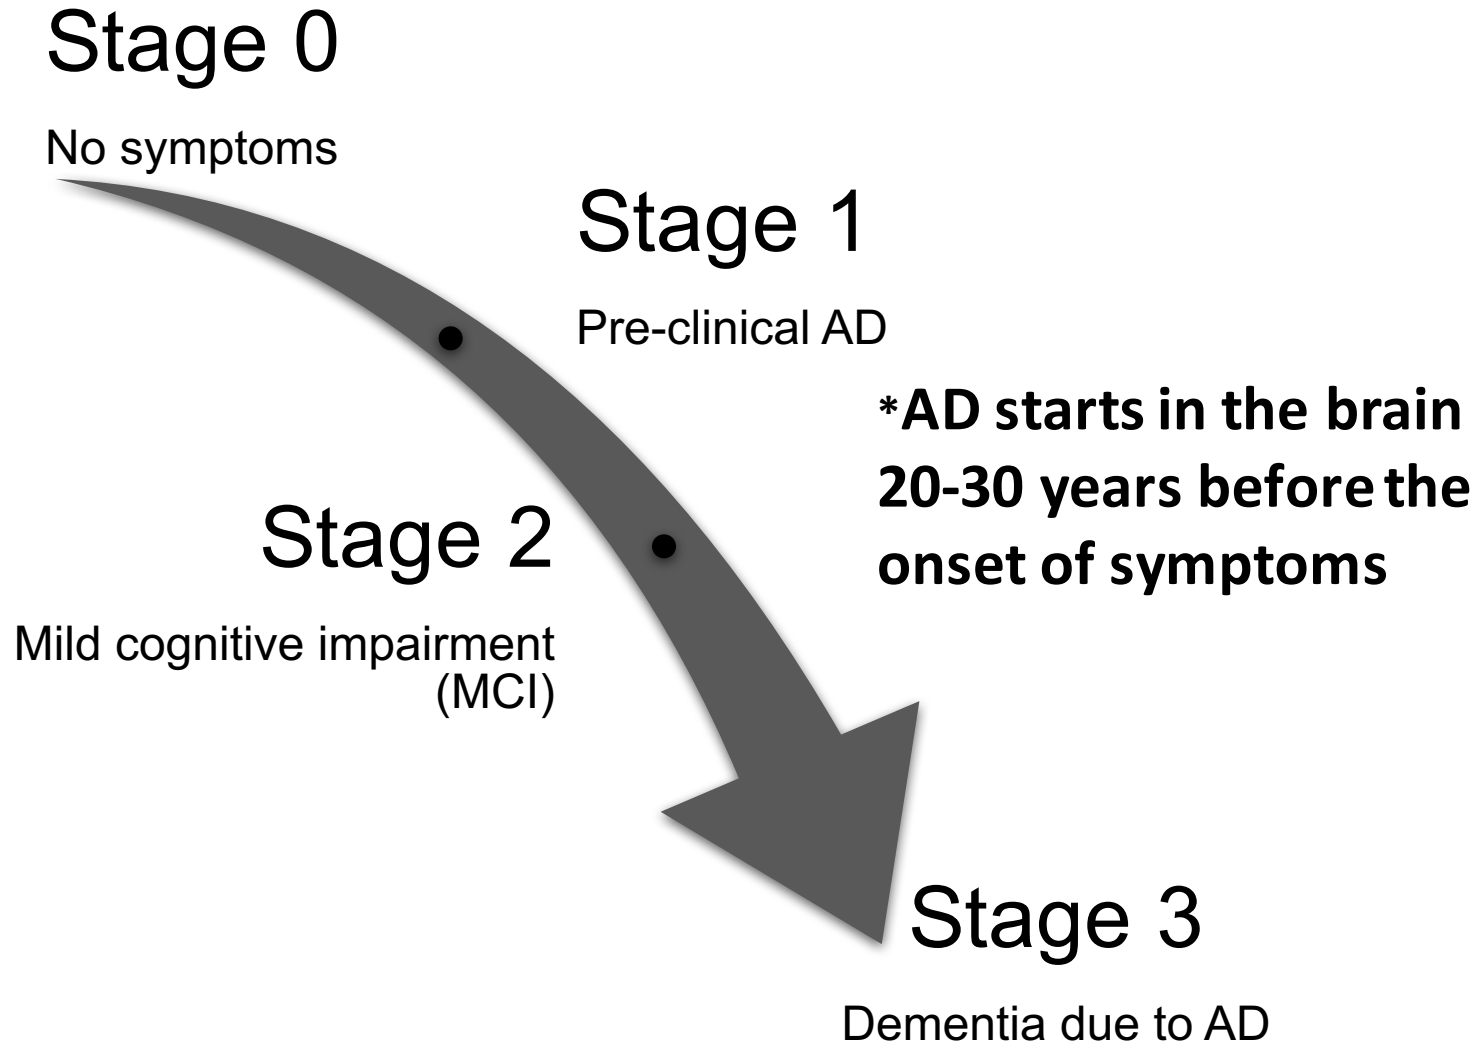 Stage 0
No symptoms
Stage 1
Pre-clinical AD
*AD starts in the brain
20-30 years before the
onset of symptoms
Stage 2
Mild cognitive impairment
(MCI)
Stage 3
Dementia due to AD